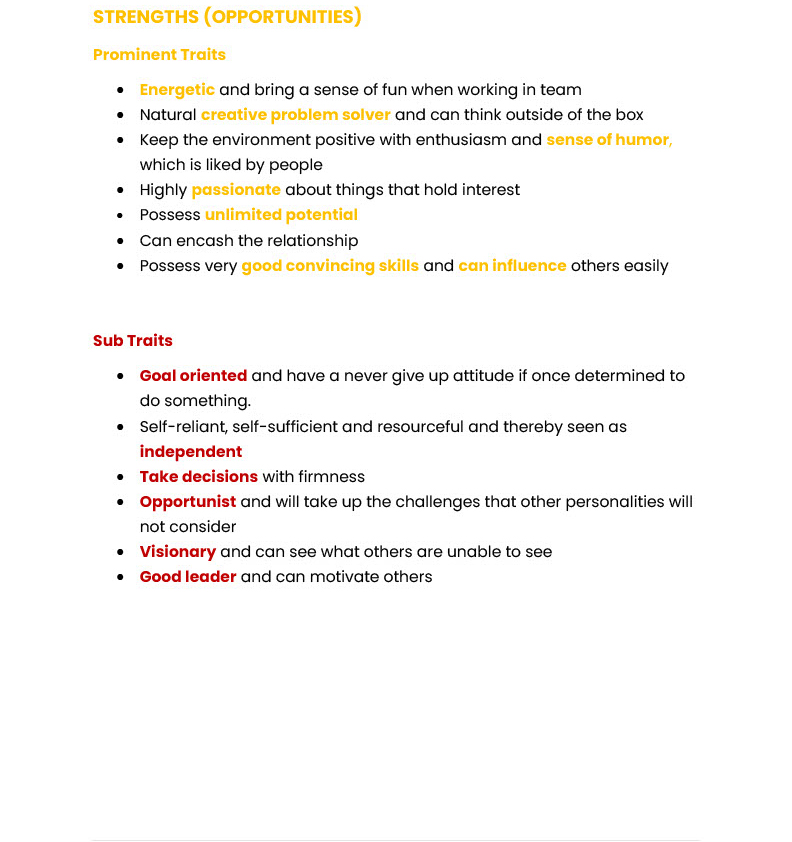 STRENGTHS (OPPORTUNITIES)
Prominent Traits
• Energetic and bring a sense of fun when working in team
• Natural creative problem solver and can think outside of the box
• Keep the environment positive with enthusiasm and sense of humor,
which is liked by people
• Highly passionate about things that hold interest
• Possess unlimited potential
• Can encash the relationship
• Possess very good convincing skills and can influence others easily
Sub Traits
• Goal oriented and have a never give up attitude if once determined to
do something.
• Self-reliant, self-sufficient and resourceful and thereby seen as
independent
• Take decisions with firmness
• Opportunist and will take up the challenges that other personalities will
not consider
• Visionary and can see what others are unable to see
• Good leader and can motivate others